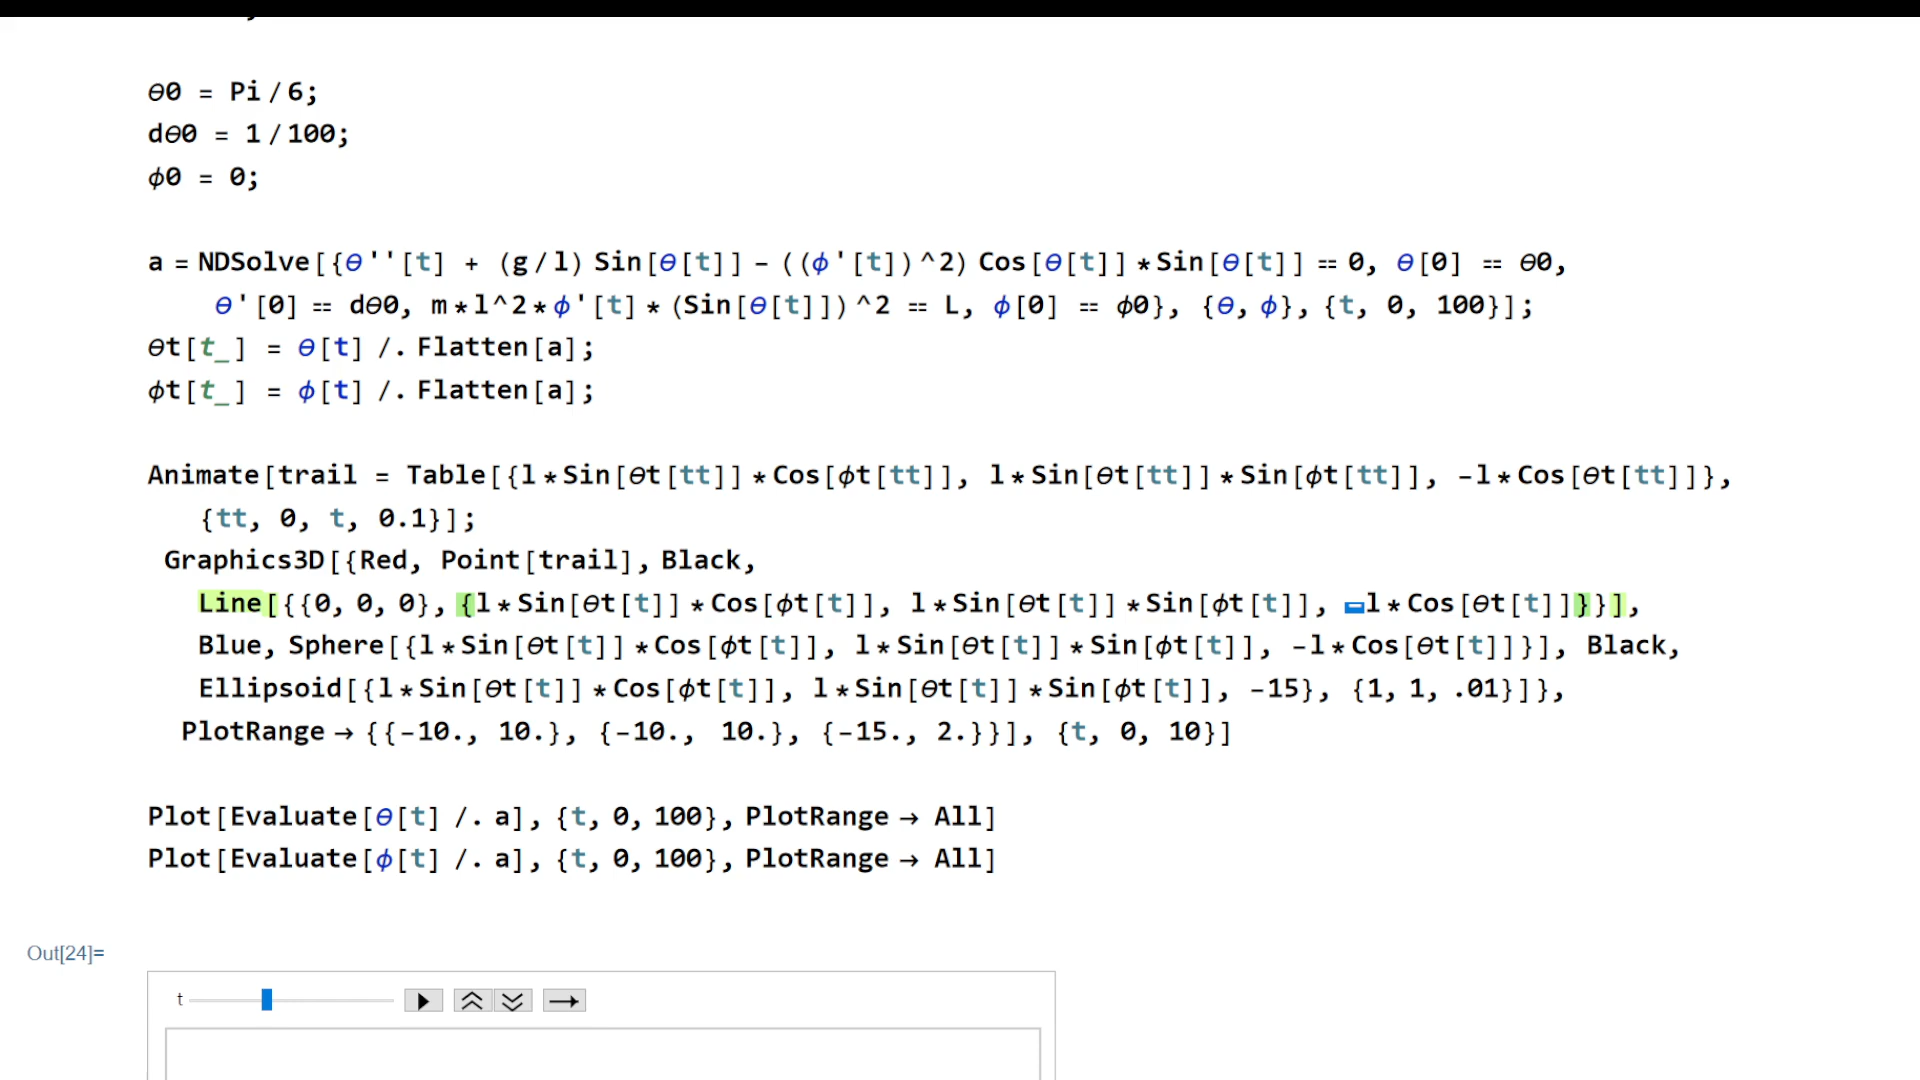 ϴ0 = Pi/6;
dϴ0 = 1/100;
ϕ0 = 0;
a = NDSolve[{ϴ''[t] + (g/l) Sin[ϴ[t]] - ((ϕ'[t])^2) Cos[ϴ[t]]*Sin[ϴ[t]] == 0, ϴ[0] == ϴ0,
ϴ'[0] == dϴ0, m*l^2*ϕ'[t]*(Sin[ϴ[t]])^2 == L, ϕ[0] == ϕ0}, {ϴ, ϕ}, {t, 0, 100}];
ϴt[t_] = ϴ[t] /. Flatten[a];
ϕt[t_] = ϕ[t] /. Flatten[a];
Animate[trail = Table[{l*Sin[ϴt[tt]]*Cos[ϕt[tt]], l*Sin[ϴt[tt]]*Sin[ϕt[tt]], -l*Cos[ϴt[tt]]},
{tt, 0, t, 0.1}];
Graphics3D[{Red, Point[trail], Black,
Line[{{0, 0, 0}, {l*Sin[ϴt[t]]*Cos[ϕt[t]], l*Sin[ϴt[t]]*Sin[ϕt[t]], -l*Cos[ϴt[t]]}}],
Blue, Sphere[{l*Sin[ϴt[t]]*Cos[ϕt[t]], l*Sin[ϴt[t]]*Sin[ϕt[t]], -l*Cos[ϴt[t]]}], Black,
Ellipsoid[{l*Sin[ϴt[t]]*Cos[ϕt[t]], l*Sin[ϴt[t]]*Sin[ϕt[t]], -15}, {1, 1, .01}]},
PlotRange → {{-10., 10.}, {-10., 10.}, {-15., 2.}}], {t, 0, 10}]
Plot[Evaluate[ϴ[t] /. a], {t, 0, 100}, PlotRange → All]
Plot[Evaluate[ϕ[t] /. a], {t, 0, 100}, PlotRange → All]
Out[24]=
t